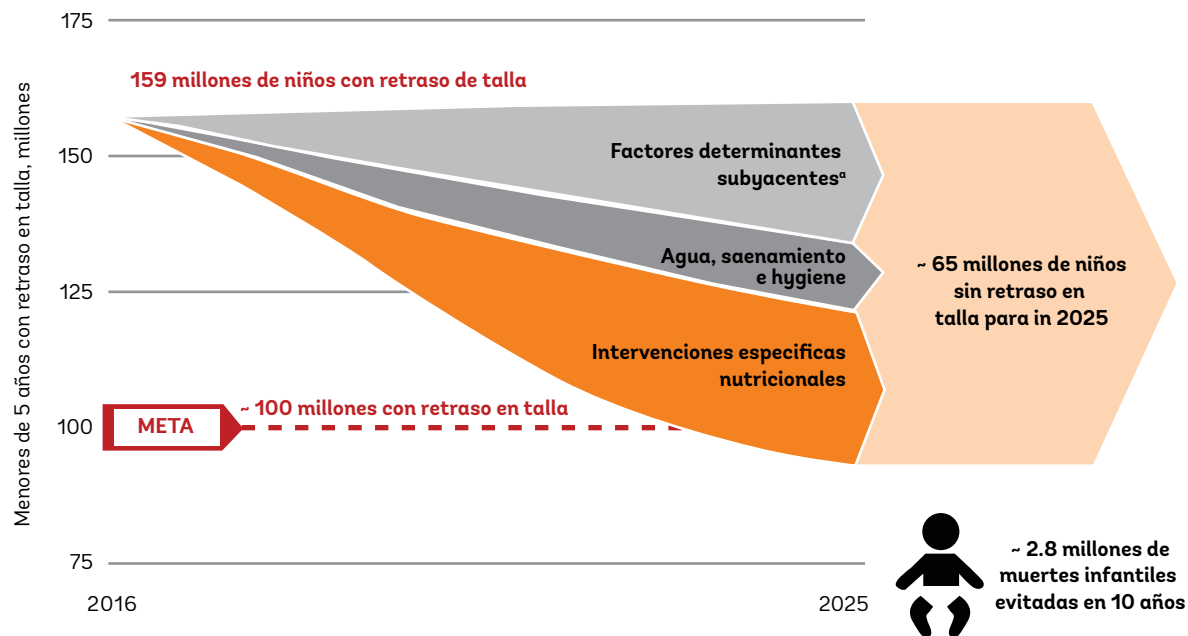 175
159 millones de niños con retraso de talla
Factores determinantes
subyacentesª
150
Agua, saenamiento
e hygiene
~ 65 millones de niños
sin retraso en
talla para in 2025
125
Intervenciones especificas
nutricionales
~ 100 millones con retraso en talla
100
META
75
2016
2025
Menores de 5 años con retraso en talla, millones
~ 2.8 millones de
muertes infantiles
evitadas en 10 años